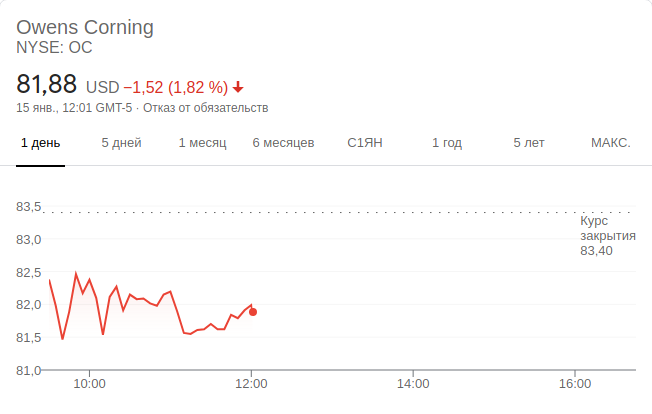 Owens Corning
NYSE: OC
81,88 USD −1,52 (1,82 %)
15 янв., 12:01 GMT-5 · Отказ от обязательств
1 день 5 дней 1 месяц 6 месяцев С1ЯН 1 год 5 лет МАКС.
83,5
Курс
закрытия
83,40
83,0
82,5
82,0
81,5
81,0
10:00 12:00 14:00 16:00